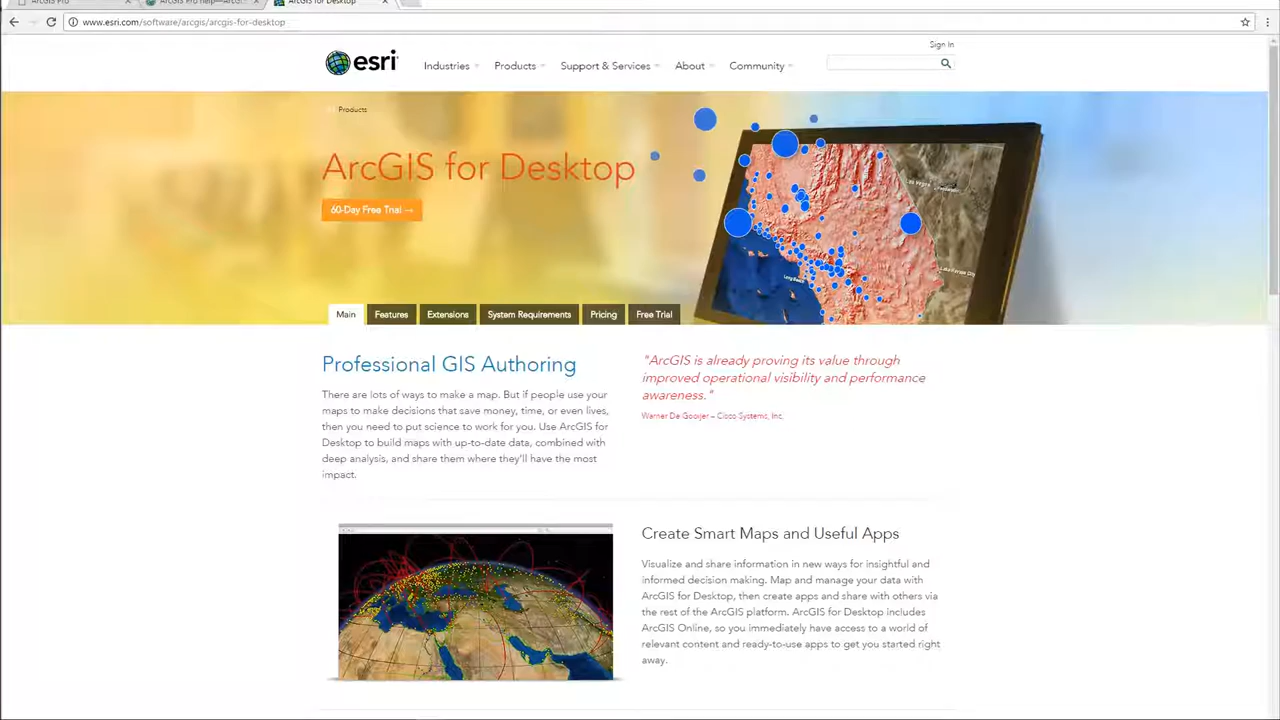 ArcGIS Pro
ArcGIS Pro Help—ArcGI
ArcGIS for Desktop
www.esri.com/software/arcgis/arcgis-for-desktop
Sign In
esri
Industries Products Support & Services About Community
Products
ArcGIS for Desktop
60-Day Free Trial →
Main Features Extensions System Requirements Pricing Free Trial
Professional GIS Authoring
There are lots of ways to make a map. But if people use your
maps to make decisions that save money, time, or even lives,
then you need to put science to work for you. Use ArcGIS for
Desktop to build maps with up-to-date data, combined with
deep analysis, and share them where they'll have the most
impact.
"ArcGIS is already proving its value through
improved operational visibility and performance
awareness."
Warner De Gooijer – Cisco Systems, Inc.
Create Smart Maps and Useful Apps
Visualize and share information in new ways for insightful and
informed decision making. Map and manage your data with
ArcGIS for Desktop, then create apps and share with others via
the rest of the ArcGIS platform. ArcGIS for Desktop includes
ArcGIS Online, so you immediately have access to a world of
relevant content and ready-to-use apps to get you started right
away.